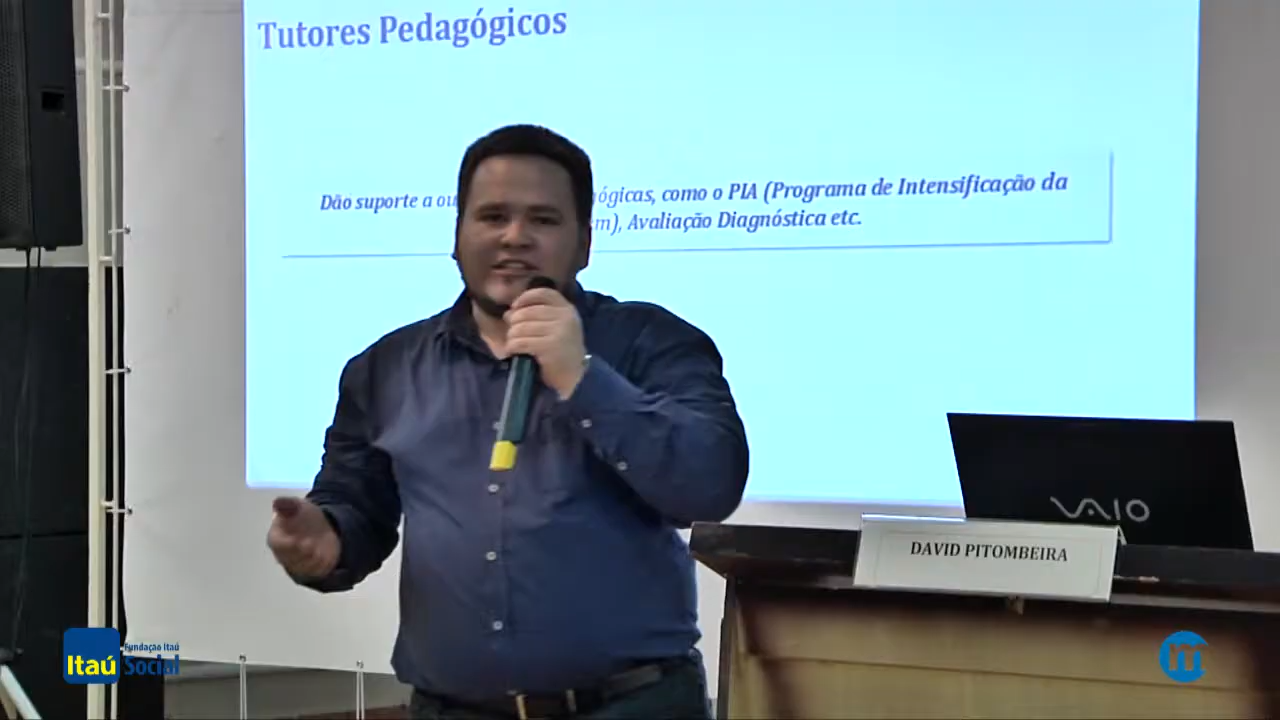 Tutores Pedagógicos
Dão suporte a ógicas, como o PIA (Programa de Intensificação da
Avaliação Diagnóstica etc.
VAIO
DAVID PITOMBEIRA
Fundação Itaú
Itaú Social